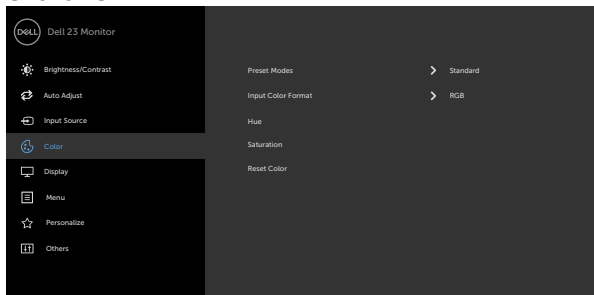 DELL Dell 23 Monitor
Brightness/Contrast
Auto Adjust
Input Source
Color
Display
Menu
Personalize
Others
Preset Modes Standard
Input Color Format RGB
Hue
Saturation
Reset Color